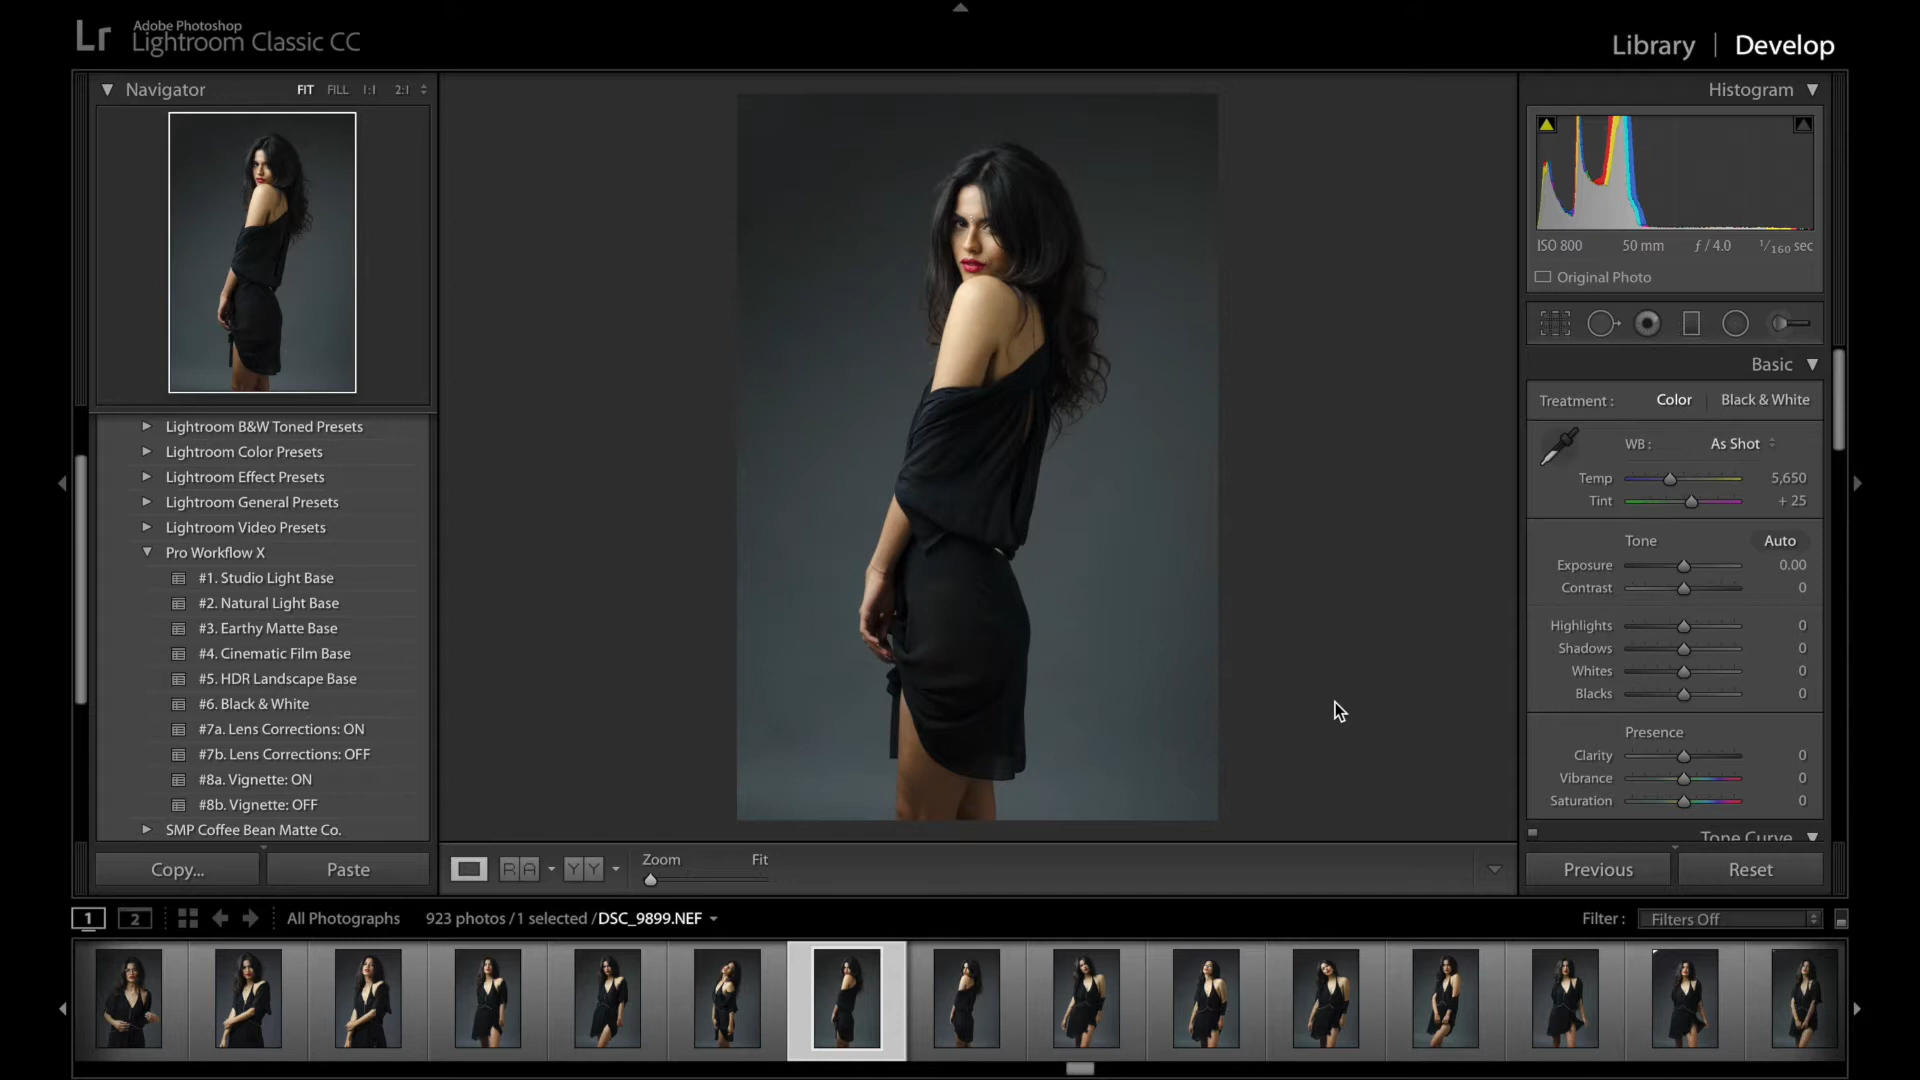 Lr
Adobe Photoshop
Lightroom Classic CC
Library | Develop
Navigator FIT FILL 1:1 2:1
Lightroom B&W Toned Presets
Lightroom Color Presets
Lightroom Effect Presets
Lightroom General Presets
Lightroom Video Presets
Pro Workflow X
#1. Studio Light Base
#2. Natural Light Base
#3. Earthy Matte Base
#4. Cinematic Film Base
#5. HDR Landscape Base
#6. Black & White
#7a. Lens Corrections: ON
#7b. Lens Corrections: OFF
#8a. Vignette: ON
#8b. Vignette: OFF
SMP Coffee Bean Matte Co.
Copy... Paste
R A Y Y
Zoom Fit
Histogram
ISO 800 50 mm ƒ / 4.0 1/160 sec
Original Photo
Basic
Treatment : Color Black & White
WB : As Shot
Temp 5,650
Tint + 25
Tone Auto
Exposure 0.00
Contrast 0
Highlights 0
Shadows 0
Whites 0
Blacks 0
Presence
Clarity 0
Vibrance 0
Saturation 0
Tone Curve
Previous Reset
1 2 All Photographs 923 photos / 1 selected / DSC_9899.NEF
Filter : Filters Off